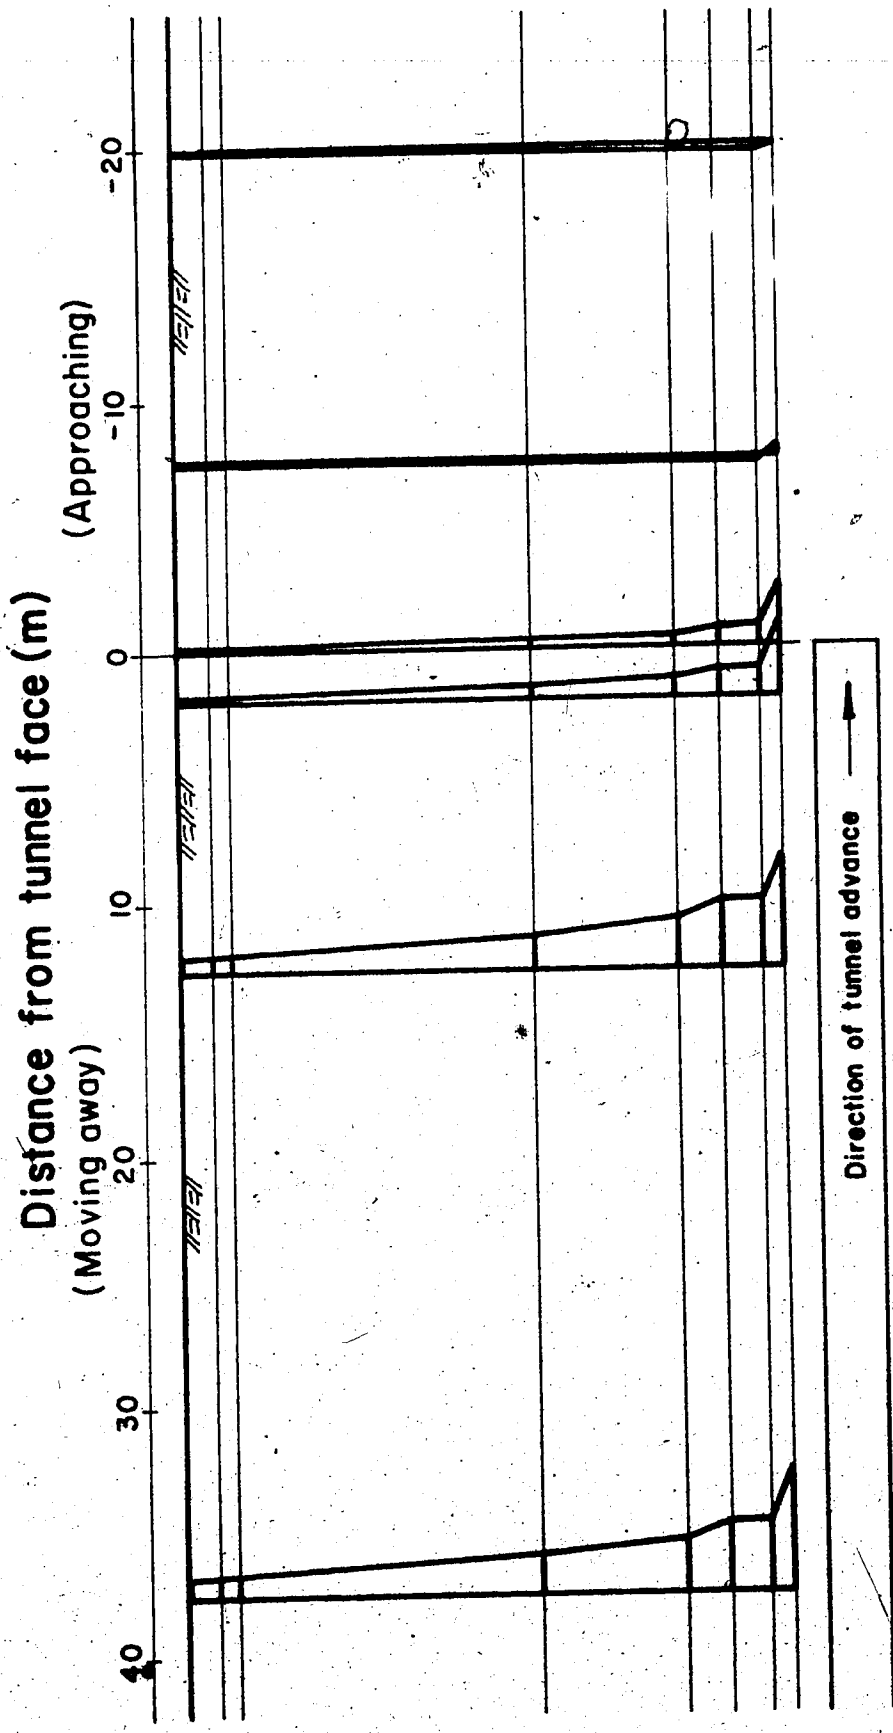 Distance from tunnel face (m)
(Moving away) (Approaching)
40 30 20 10 0 -10 -20
Direction of tunnel advance